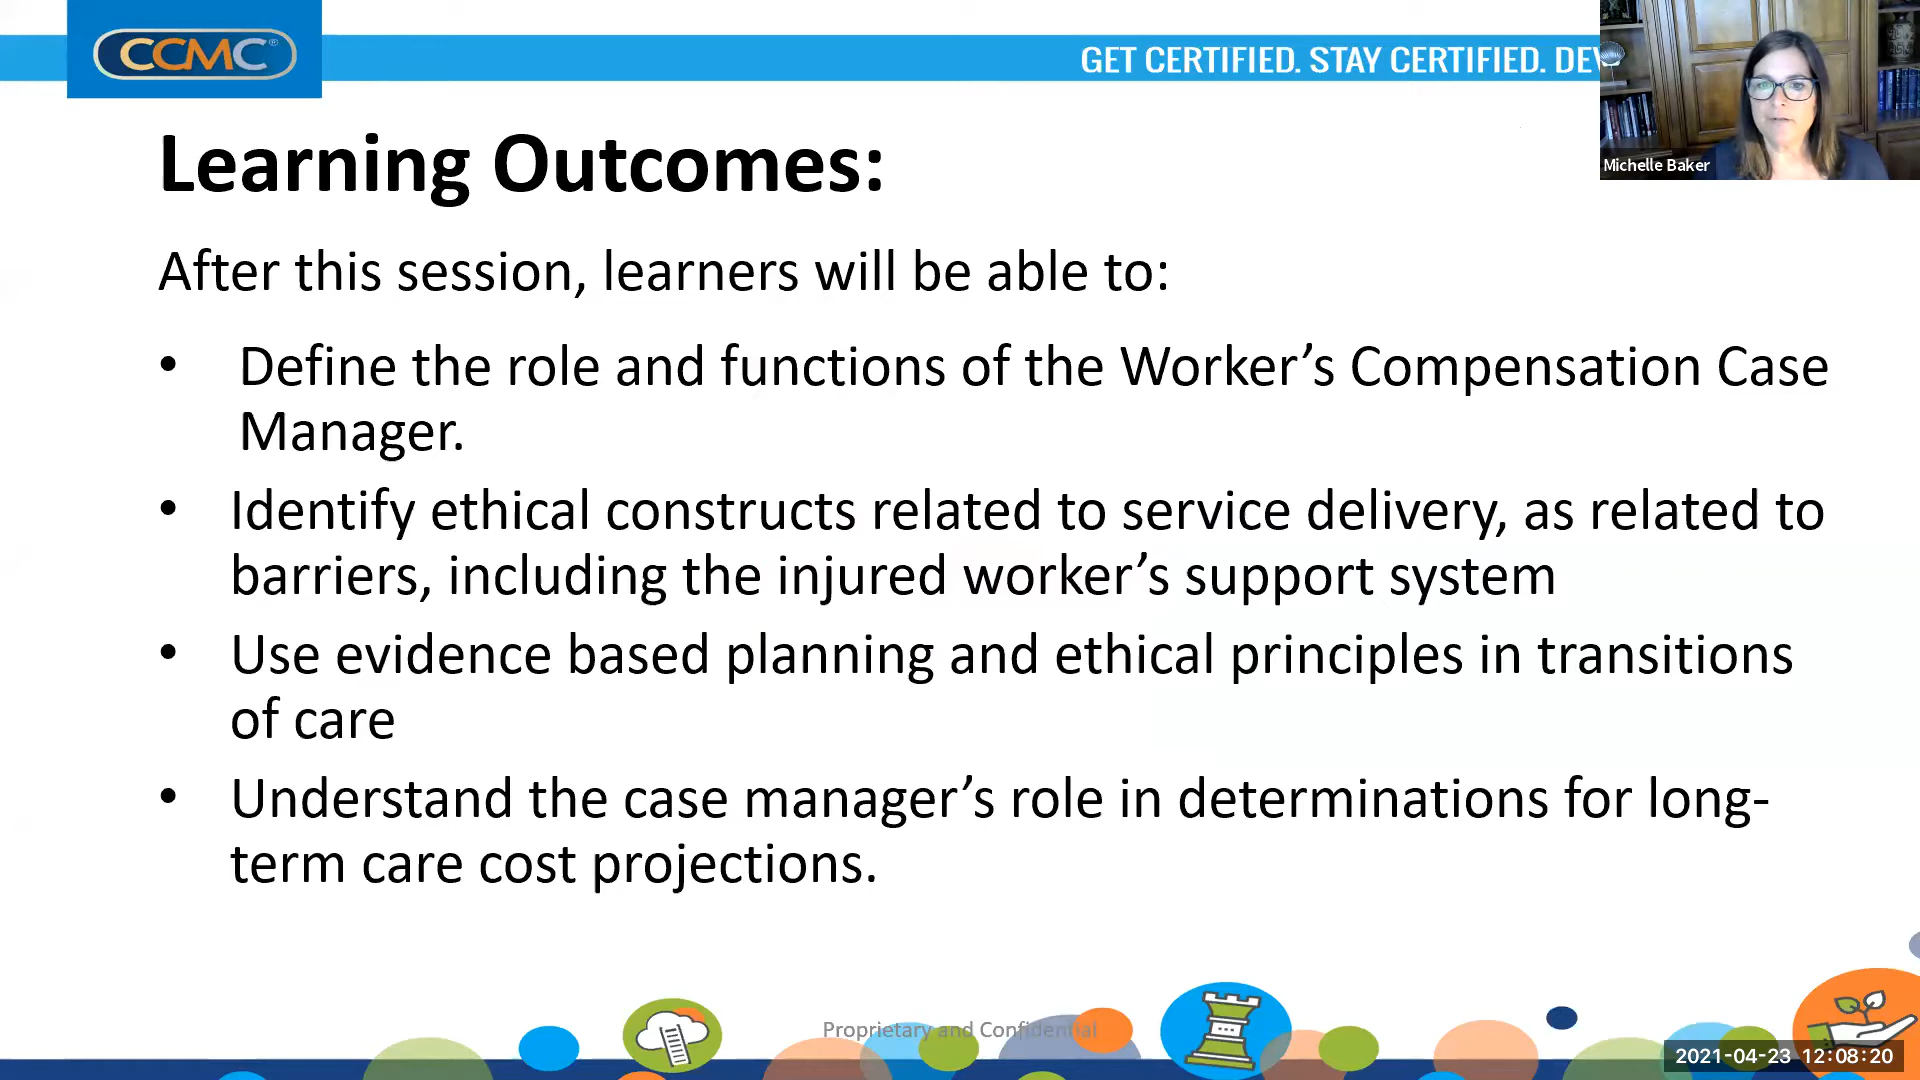 CCMC®
GET CERTIFIED. STAY CERTIFIED. DEV
Michelle Baker
Learning Outcomes:
After this session, learners will be able to:
• Define the role and functions of the Worker’s Compensation Case
Manager.
• Identify ethical constructs related to service delivery, as related to
barriers, including the injured worker’s support system
• Use evidence based planning and ethical principles in transitions
of care
• Understand the case manager’s role in determinations for long-
term care cost projections.
Proprietary and Confidential
2021-04-23 12:08:20